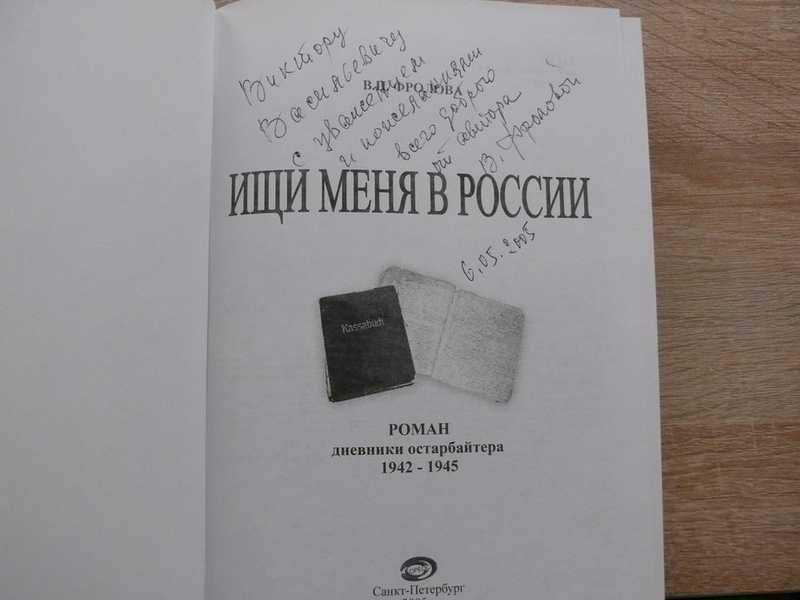 Виктору
Васильевичу
с уважением
и пожеланиями
всего доброго
от автора
В. Фроловой
В.П. ФРОЛОВА
ИЩИ МЕНЯ В РОССИИ
6.05.2005
Kassabuch
РОМАН
дневники остарбайтера
1942 - 1945
Санкт-Петербург
2005